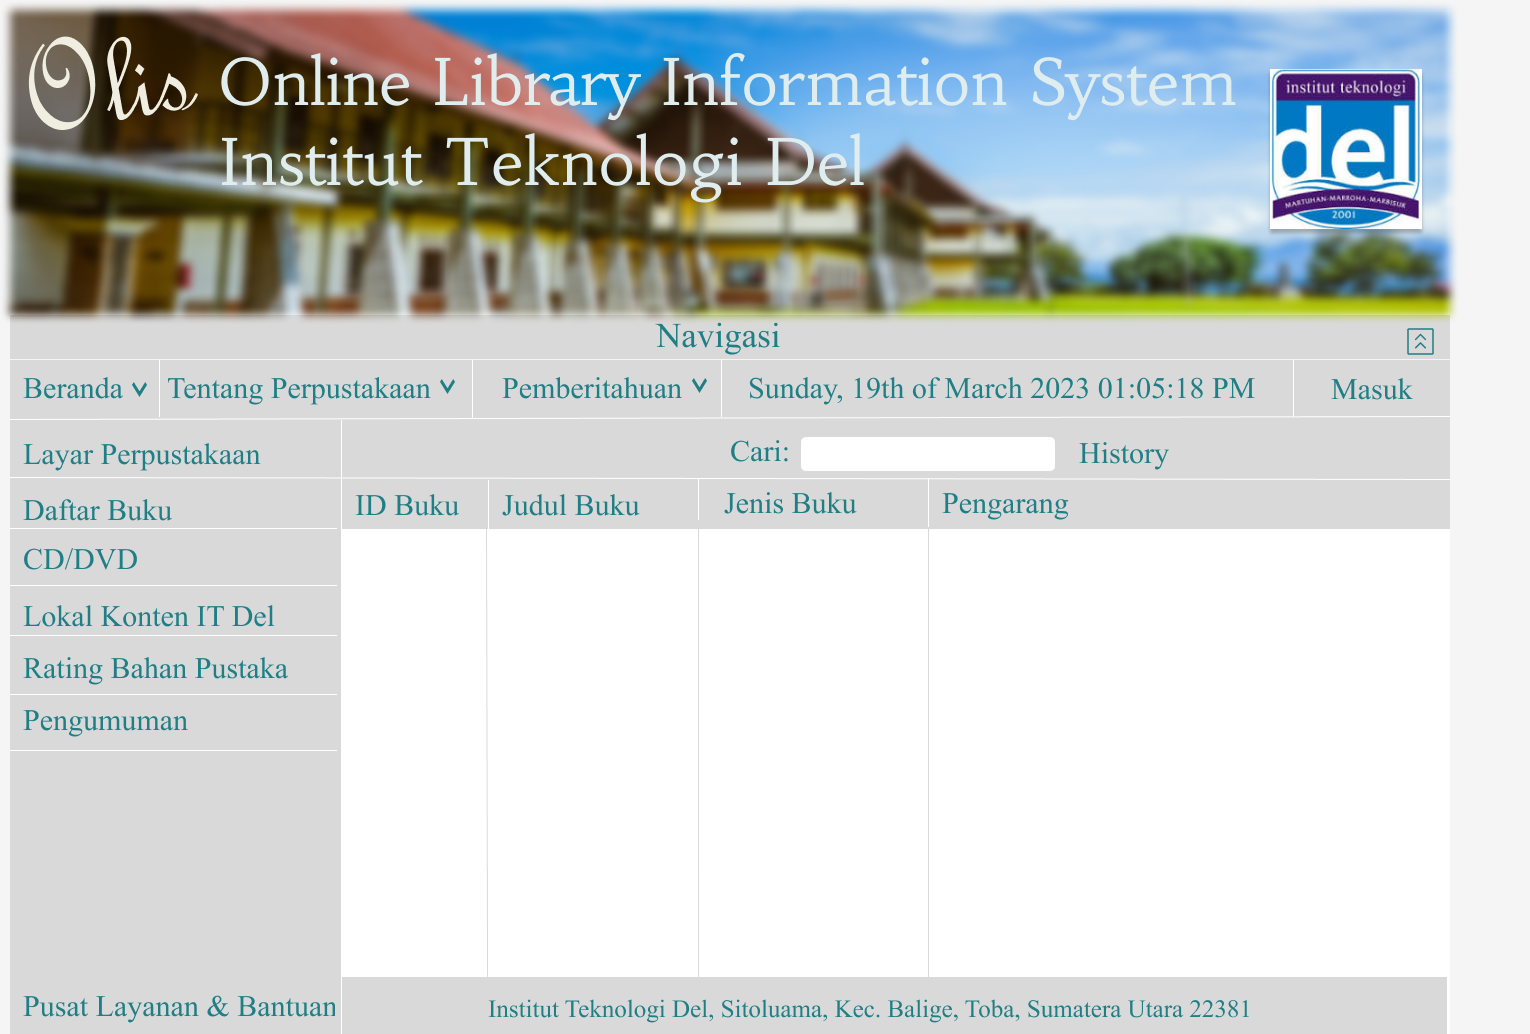 Olis Online Library Information System
Institut Teknologi Del
institut teknologi
del
MARTUHAN-MARROHA-MARBISUK
2001
Navigasi
Beranda Tentang Perpustakaan Pemberitahuan Sunday, 19th of March 2023 01:05:18 PM Masuk
Layar Perpustakaan Cari: History
Daftar Buku ID Buku Judul Buku Jenis Buku Pengarang
CD/DVD
Lokal Konten IT Del
Rating Bahan Pustaka
Pengumuman
Pusat Layanan & Bantuan Institut Teknologi Del, Sitoluama, Kec. Balige, Toba, Sumatera Utara 22381